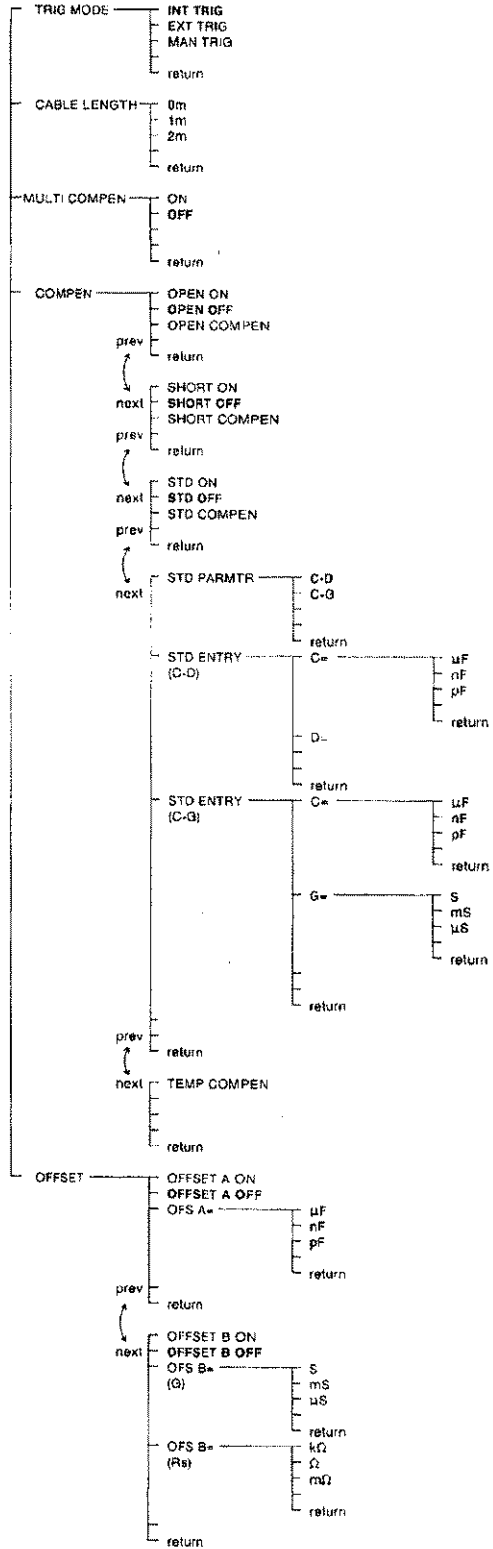 TRIG MODE INT TRIG
EXT TRIG
MAN TRIG
return
CABLE LENGTH 0m
1m
2m
return
MULTI COMPEN ON
OFF
return
COMPEN OPEN ON
OPEN OFF
OPEN COMPEN
prev
return
SHORT ON
next SHORT OFF
SHORT COMPEN
prev
return
STD ON
next STD OFF
STD COMPEN
prev
return
next STD PARMTR C-D
C-G
return
STD ENTRY C= µF
(C-D) nF
pF
return
D=
return
STD ENTRY C= µF
(C-G) nF
pF
return
G= S
mS
µS
return
return
prev
return
next TEMP COMPEN
return
OFFSET OFFSET A ON
OFFSET A OFF
OFS A= µF
nF
pF
return
prev
return
OFFSET B ON
next OFFSET B OFF
OFS B= S
(G) mS
µS
return
OFS B= kΩ
(Rs) Ω
mΩ
return
return